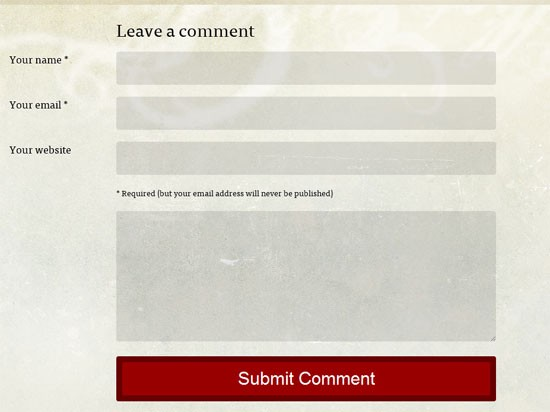 Leave a comment
Your name *
Your email *
Your website
* Required (but your email address will never be published)
Submit Comment